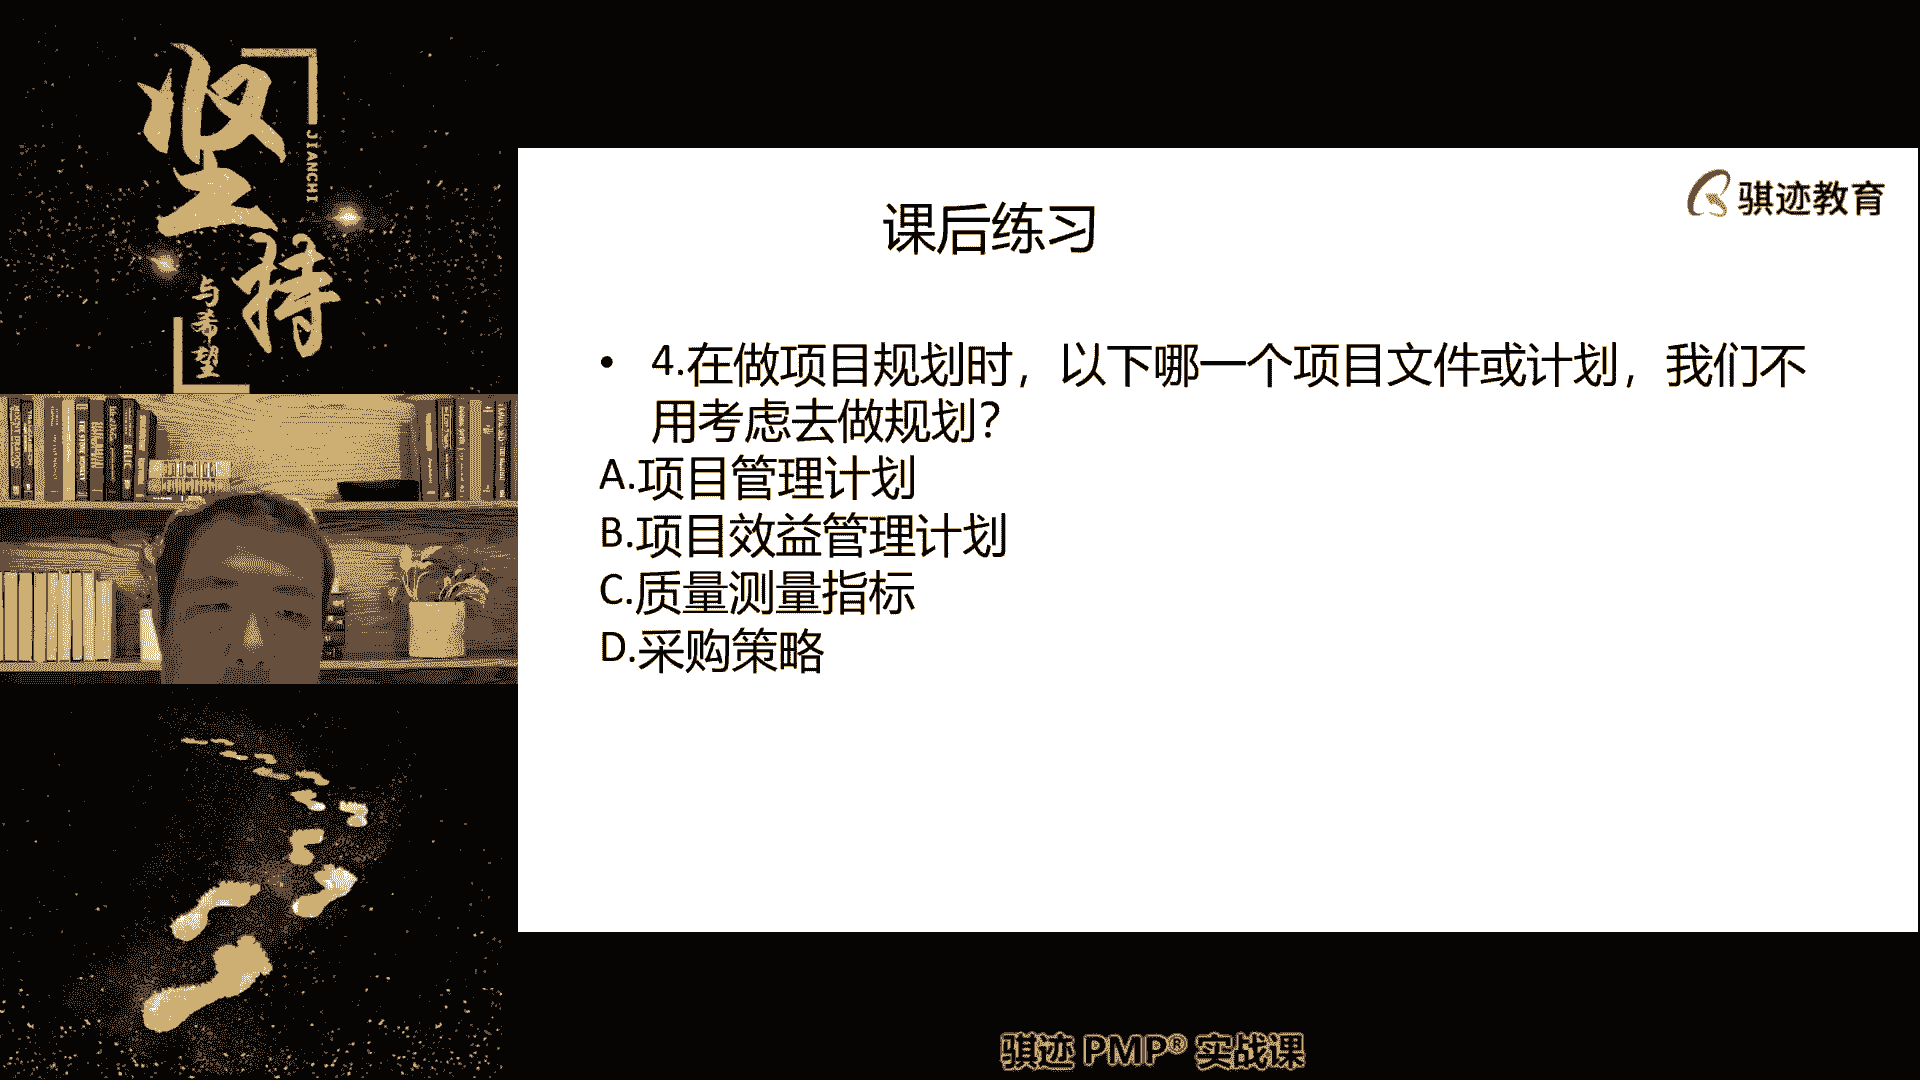 坚持
JIANCHI
与希望
骐迹教育
课后练习
• 4.在做项目规划时，以下哪一个项目文件或计划，我们不
用考虑去做规划？
A.项目管理计划
B.项目效益管理计划
C.质量测量指标
D.采购策略
骐迹 PMP® 实战课